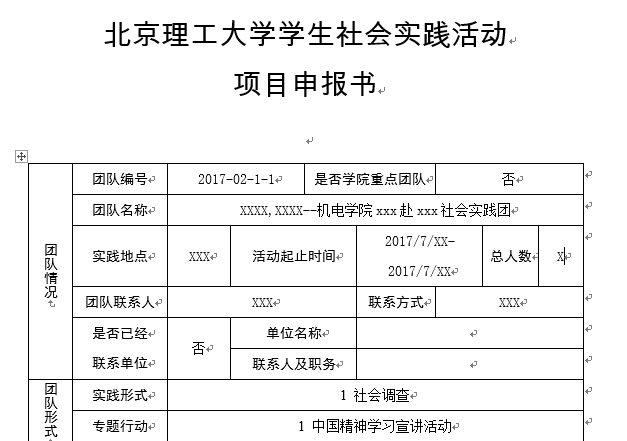 北京理工大学学生社会实践活动
项目申报书
团队情况
团队编号 2017-02-1-1 是否学院重点团队 否
团队名称 XXXX,XXXX--机电学院 xxx 赴 xxx 社会实践团
实践地点 XXX 活动起止时间 2017/7/XX-
2017/7/XX 总人数 X
团队联系人 XXX 联系方式 XXX
是否已经
联系单位 否 单位名称
联系人及职务
团队形式
实践形式 1 社会调查
专题行动 1 中国精神学习宣讲活动